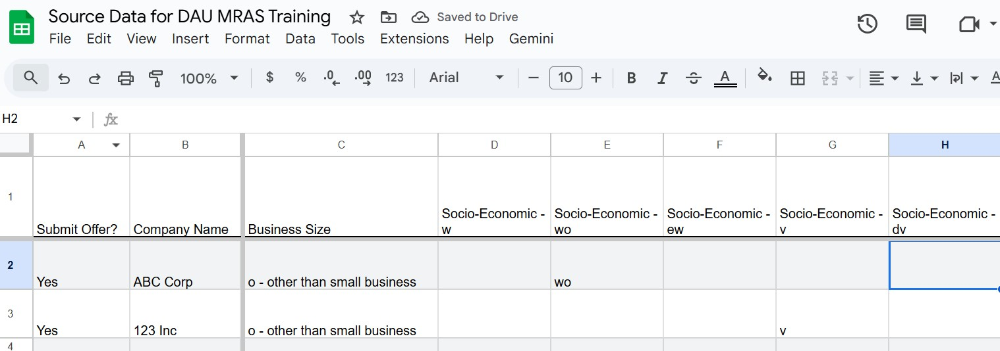 Source Data for DAU MRAS Training
Saved to Drive
File Edit View Insert Format Data Tools Extensions Help Gemini
100% $ % .0 .00 123 Arial 10 B I A A
H2 fx
A B C D E F G H
1
Submit Offer? Company Name Business Size Socio-Economic - w Socio-Economic - wo Socio-Economic - ew Socio-Economic - v Socio-Economic - dv
2 Yes ABC Corp o - other than small business wo
3 Yes 123 Inc o - other than small business v
4